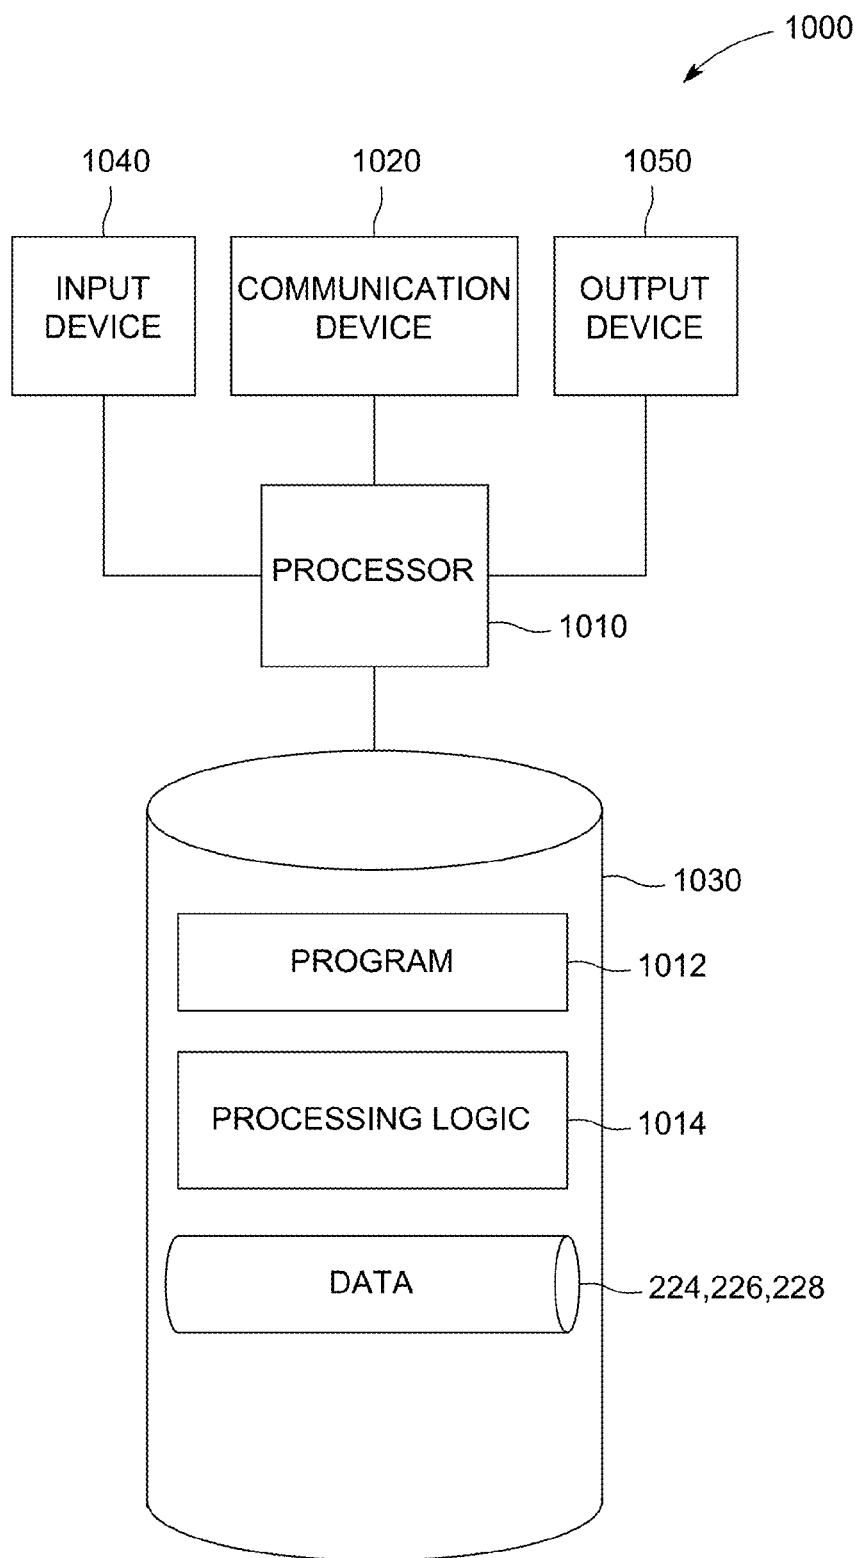 1000
1040
1020
1050
INPUT
DEVICE
COMMUNICATION
DEVICE
OUTPUT
DEVICE
PROCESSOR
1010
1030
PROGRAM
1012
PROCESSING LOGIC
1014
DATA
224,226,228